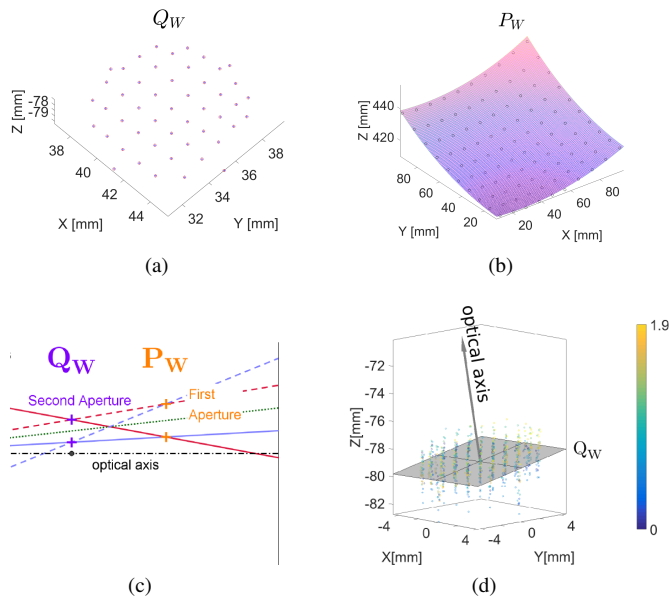 Q_W
P_W
Z [mm]
-78
-79
38
40
42
44
X [mm]
32
34
36
38
Y [mm]
(a)
Z [mm]
440
420
80
60
40
20
Y [mm]
20
40
60
80
X [mm]
(b)
Q_W
P_W
Second Aperture
First
Aperture
optical axis
(c)
optical axis
Z[mm]
-72
-74
-76
-78
-80
-82
Q_W
-4
0
4
X[mm]
-4
0
4
Y[mm]
1.9
0
(d)